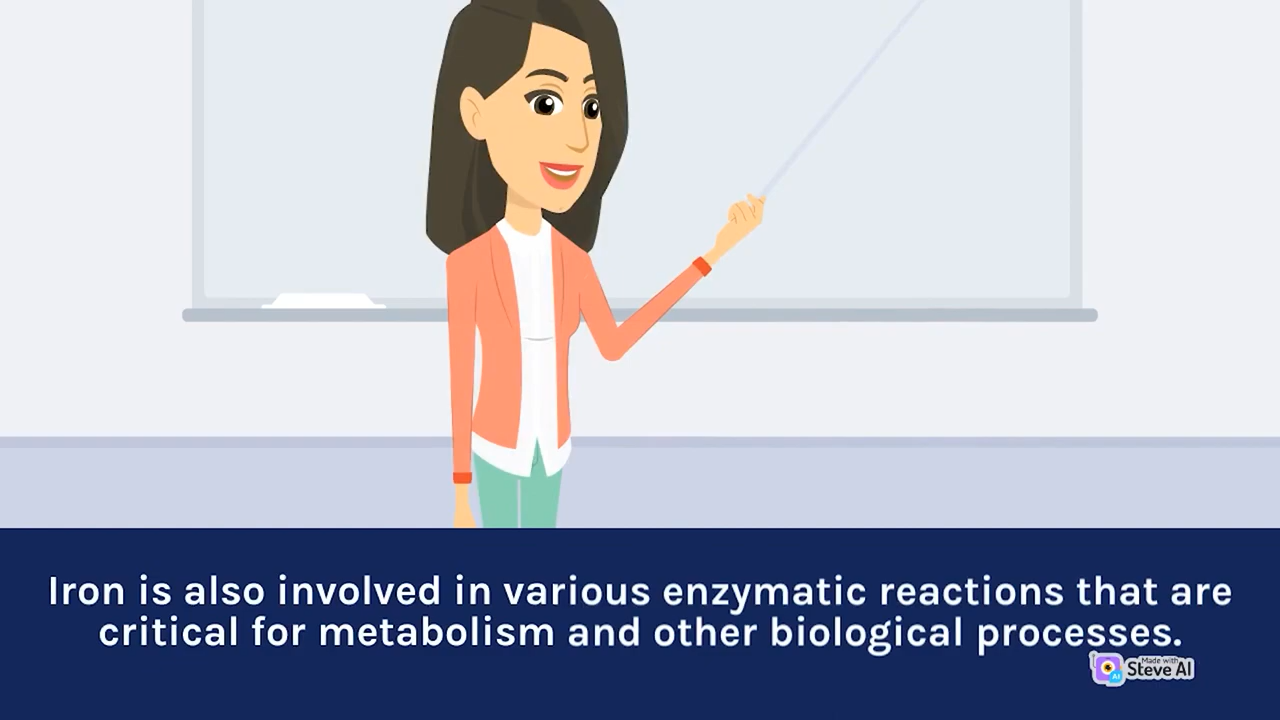 Iron is also involved in various enzymatic reactions that are
critical for metabolism and other biological processes.
Made with
Steve AI
AI